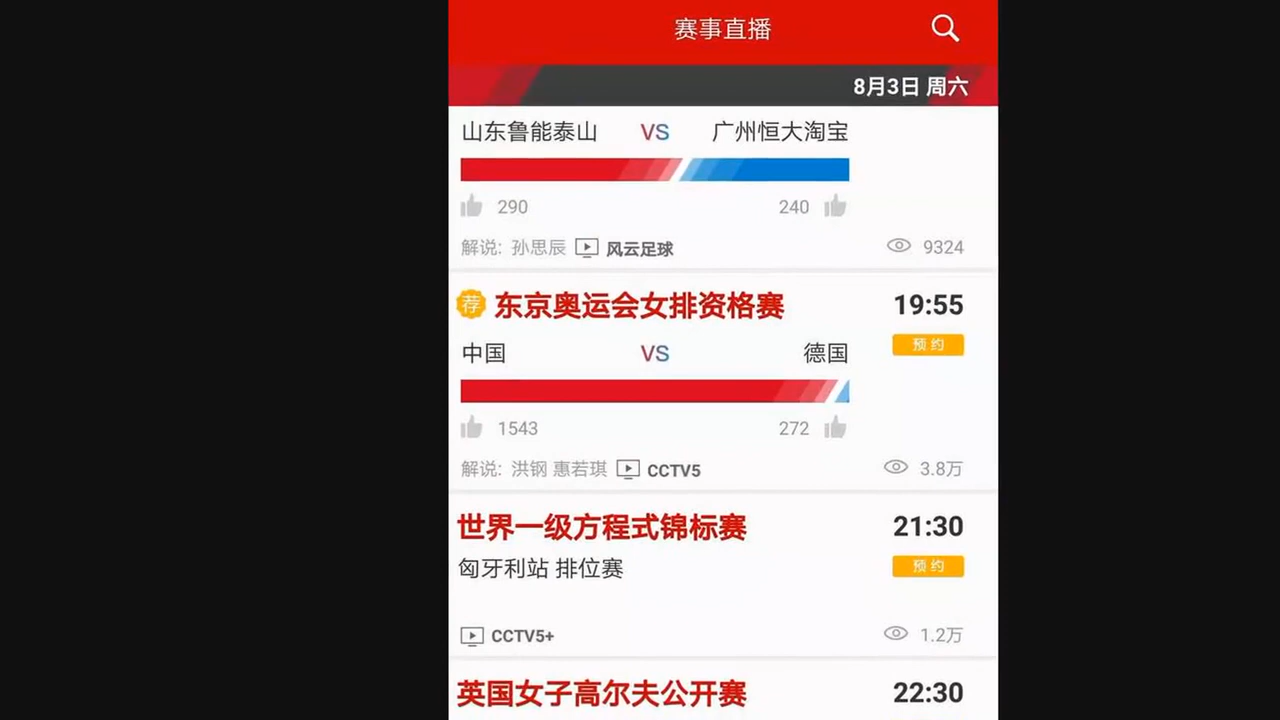 赛事直播
8月3日 周六
山东鲁能泰山 VS 广州恒大淘宝
290 240
解说: 孙思辰 风云足球 9324
荐 东京奥运会女排资格赛 19:55
预约
中国 VS 德国
1543 272
解说: 洪钢 惠若琪 CCTV5 3.8万
世界一级方程式锦标赛 21:30
匈牙利站 排位赛 预约
CCTV5+ 1.2万
英国女子高尔夫公开赛 22:30